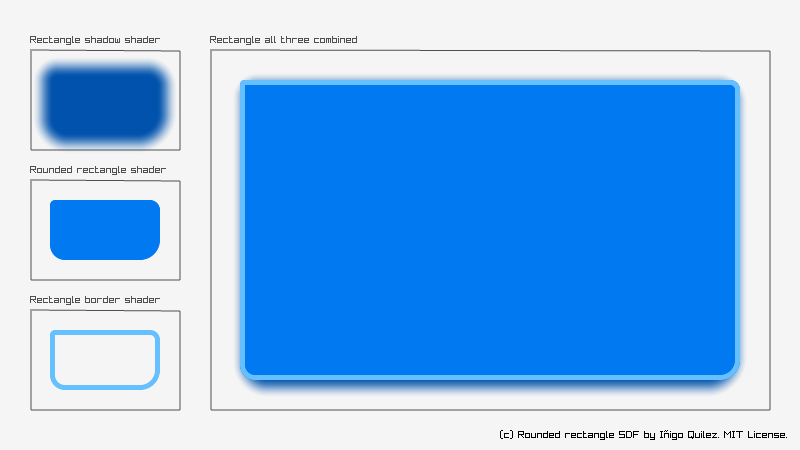 Rectangle shadow shader
Rectangle all three combined
Rounded rectangle shader
Rectangle border shader
(c) Rounded rectangle SDF by Iñigo Quilez. MIT License.